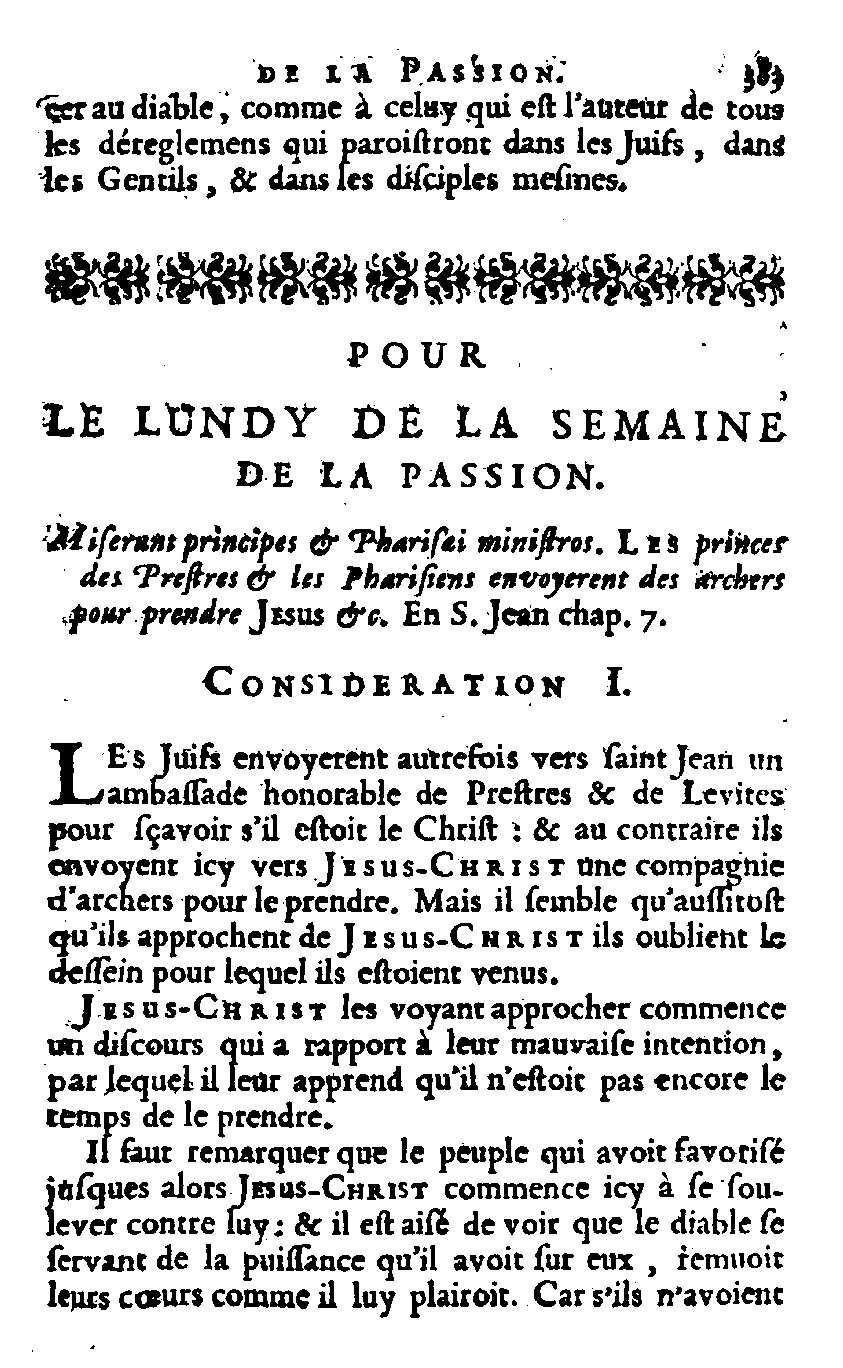 DE LA PASSION. 383
cer au diable, comme à celuy qui eſt l'auteur de tous
les déreglemens qui paroiſtront dans les Juifs, dans
les Gentils, & dans ſes diſciples meſmes.
POUR
LE LUNDY DE LA SEMAINE
DE LA PASSION.
Miſerunt principes & Phariſæi miniſtros. LES princes
des Preſtres & les Phariſiens envoyerent des archers
pour prendre JESUS &c. En S. Jean chap. 7.
CONSIDERATION I.
LEs Juifs envoyerent autrefois vers ſaint Jean un
ambaſſade honorable de Preſtres & de Levites
pour ſçavoir s'il eſtoit le Chriſt : & au contraire ils
envoyent icy vers JESUS-CHRIST une compagnie
d'archers pour le prendre. Mais il ſemble qu'auſſitoſt
qu'ils approchent de JESUS-CHRIST ils oublient le
deſſein pour lequel ils eſtoient venus.
JESUS-CHRIST les voyant approcher commence
un diſcours qui a rapport à leur mauvaiſe intention,
par lequel il leur apprend qu'il n'eſtoit pas encore le
temps de le prendre.
Il faut remarquer que le peuple qui avoit favoriſé
juſques alors JESUS-CHRIST commence icy à ſe ſou-
lever contre luy: & il eſt aiſé de voir que le diable ſe
ſervant de la puiſſance qu'il avoit ſur eux, remuoit
leurs cœurs comme il luy plaiſoit. Car s'ils n'avoient